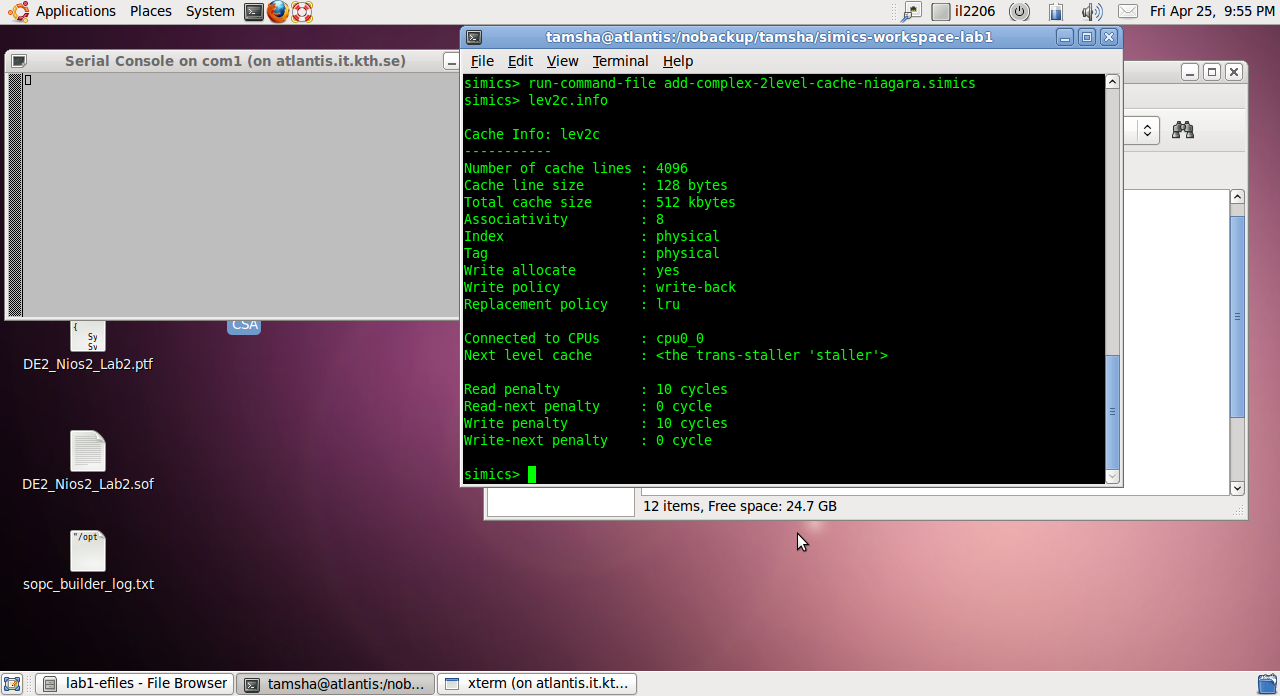 Applications Places System il2206 Fri Apr 25, 9:55 PM
Serial Console on com1 (on atlantis.it.kth.se)
tamsha@atlantis:/nobackup/tamsha/simics-workspace-lab1
File Edit View Terminal Help
simics> run-command-file add-complex-2level-cache-niagara.simics
simics> lev2c.info
Cache Info: lev2c
-----------
Number of cache lines : 4096
Cache line size : 128 bytes
Total cache size : 512 kbytes
Associativity : 8
Index : physical
Tag : physical
Write allocate : yes
Write policy : write-back
Replacement policy : lru
Connected to CPUs : cpu0_0
Next level cache : <the trans-staller 'staller'>
Read penalty : 10 cycles
Read-next penalty : 0 cycle
Write penalty : 10 cycles
Write-next penalty : 0 cycle
simics>
12 items, Free space: 24.7 GB
CSA
{
Sy
Sv
DE2_Nios2_Lab2.ptf
DE2_Nios2_Lab2.sof
"/opt
sopc_builder_log.txt
lab1-efiles - File Browser
tamsha@atlantis:/nob...
xterm (on atlantis.it.kt...